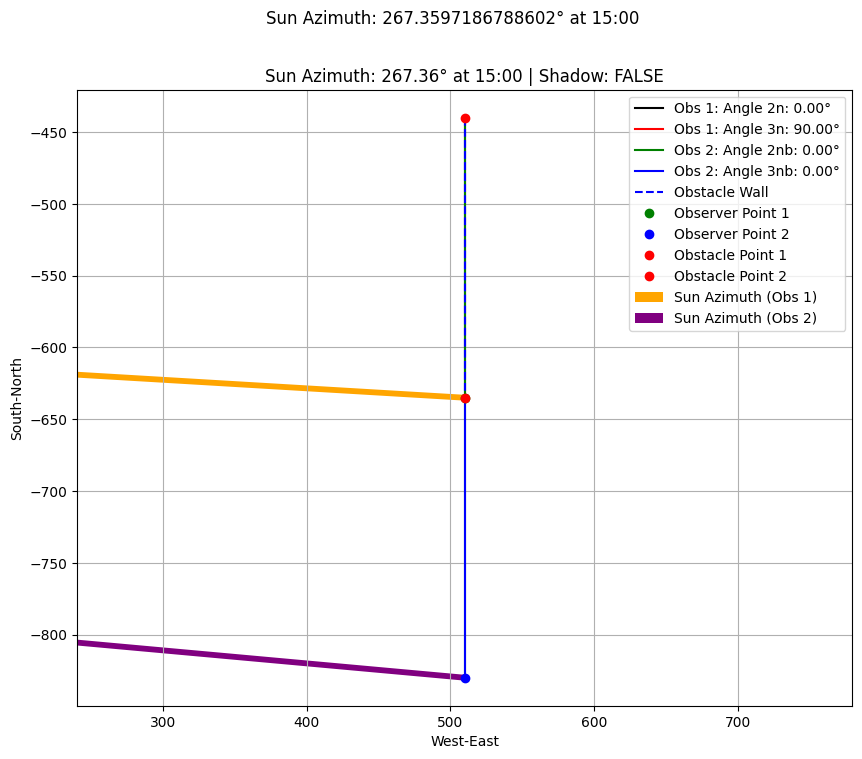 Sun Azimuth: 267.3597186788602° at 15:00
Sun Azimuth: 267.36° at 15:00 | Shadow: FALSE
Obs 1: Angle 2n: 0.00°
Obs 1: Angle 3n: 90.00°
Obs 2: Angle 2nb: 0.00°
Obs 2: Angle 3nb: 0.00°
Obstacle Wall
Observer Point 1
Observer Point 2
Obstacle Point 1
Obstacle Point 2
Sun Azimuth (Obs 1)
Sun Azimuth (Obs 2)
−450
−500
−550
−600
−650
−700
−750
−800
South-North
300 400 500 600 700
West-East